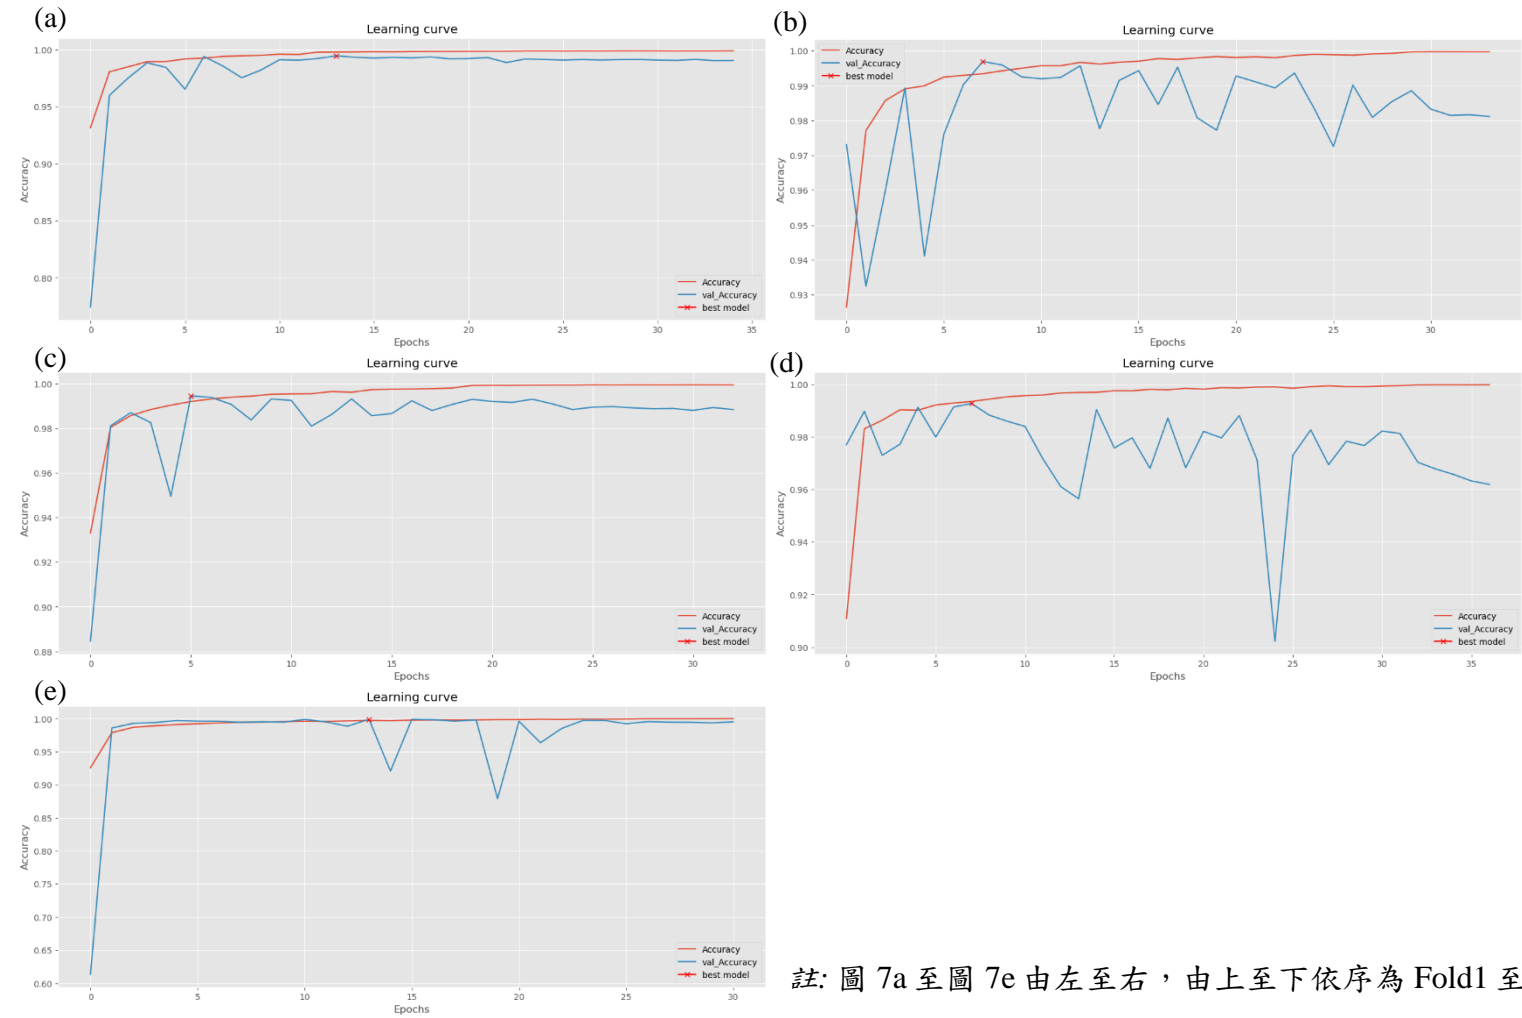 (a)
Learning curve
1.00
0.95
0.90
0.85
0.80
Accuracy
Accuracy
val_Accuracy
best model
0 5 10 15 20 25 30 35
Epochs
(b)
Learning curve
1.00
0.99
0.98
0.97
0.96
0.95
0.94
0.93
Accuracy
Accuracy
val_Accuracy
best model
0 5 10 15 20 25 30
Epochs
(c)
Learning curve
1.00
0.98
0.96
0.94
0.92
0.90
0.88
Accuracy
Accuracy
val_Accuracy
best model
0 5 10 15 20 25 30
Epochs
(d)
Learning curve
1.00
0.98
0.96
0.94
0.92
0.90
Accuracy
Accuracy
val_Accuracy
best model
0 5 10 15 20 25 30 35
Epochs
(e)
Learning curve
1.00
0.95
0.90
0.85
0.80
0.75
0.70
0.65
0.60
Accuracy
Accuracy
val_Accuracy
best model
0 5 10 15 20 25 30
Epochs
註: 圖 7a 至圖 7e 由左至右，由上至下依序為 Fold1 至